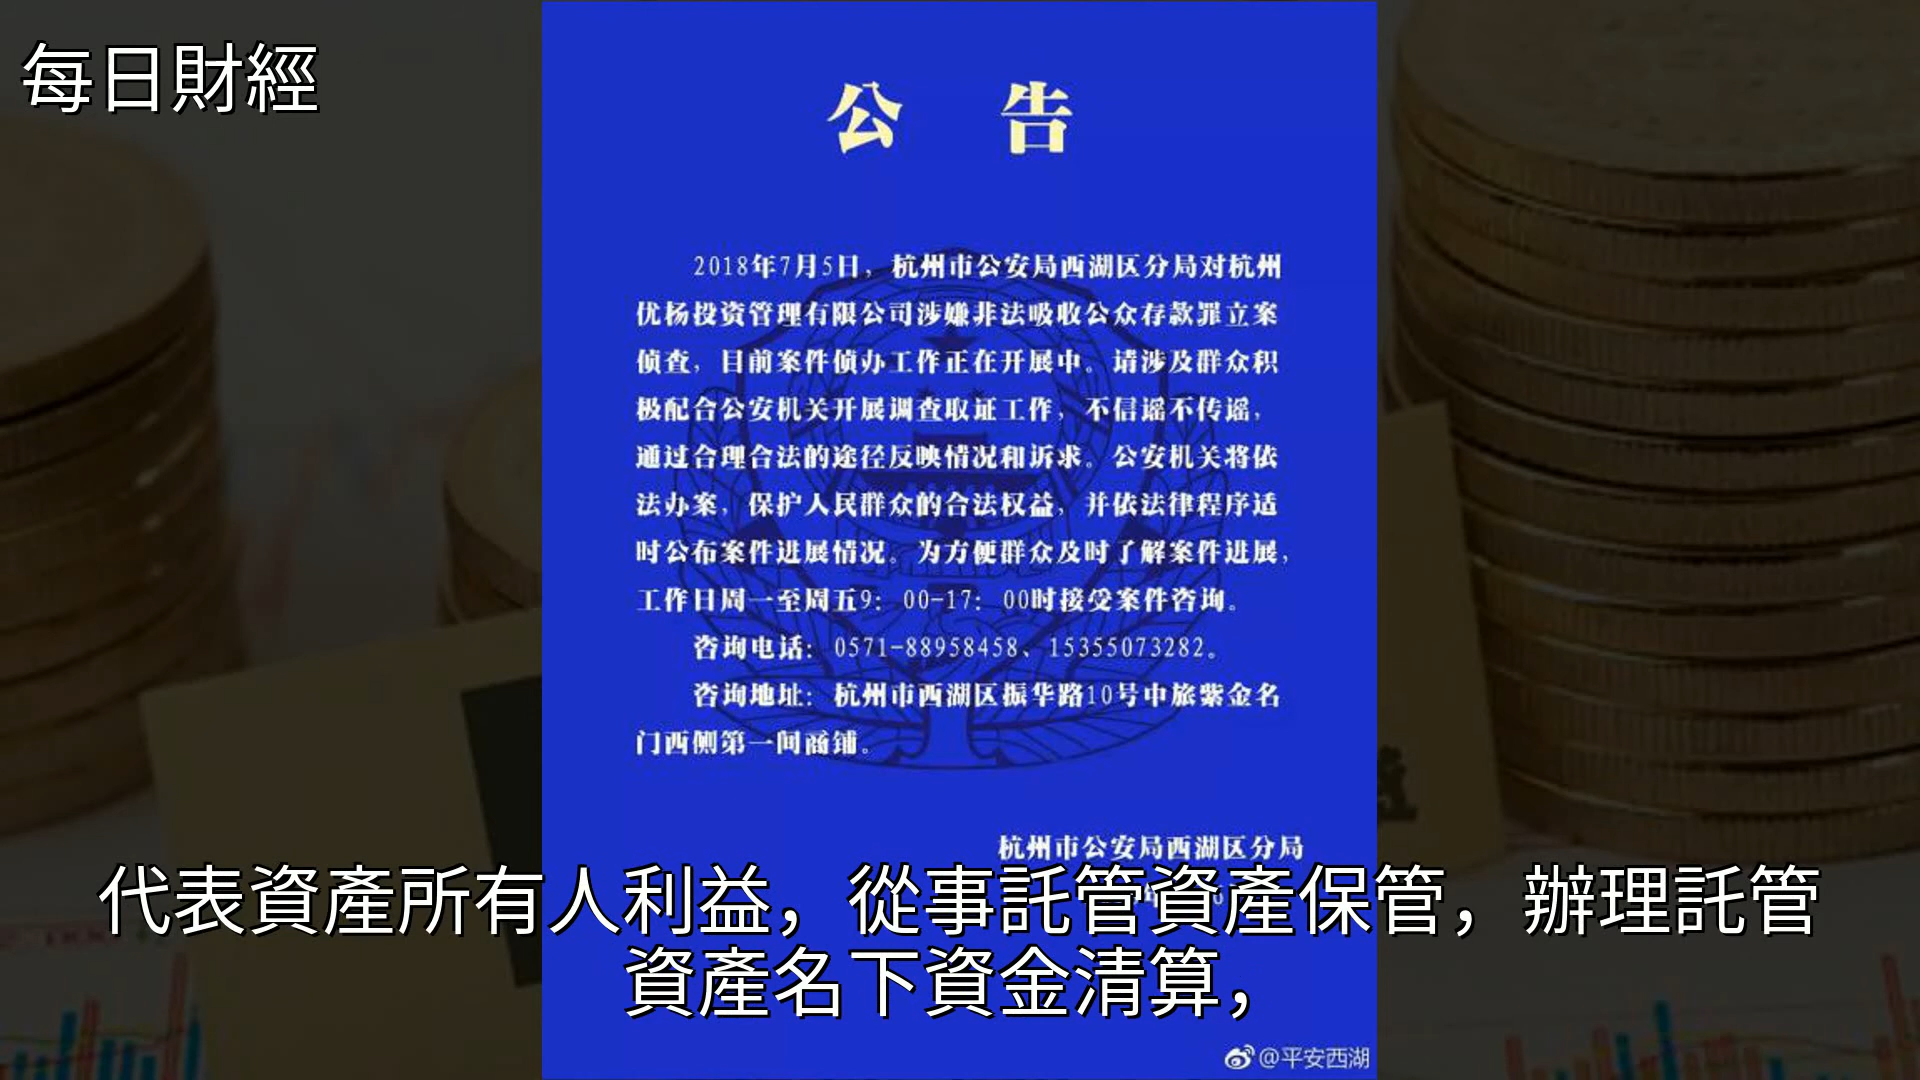 每日財經
公告
2018年7月5日，杭州市公安局西湖区分局对杭州
优杨投资管理有限公司涉嫌非法吸收公众存款罪立案
侦查，目前案件侦办工作正在开展中。请涉及群众积
极配合公安机关开展调查取证工作，不信谣不传谣，
通过合理合法的途径反映情况和诉求。公安机关将依
法办案，保护人民群众的合法权益，并依法律程序适
时公布案件进展情况。为方便群众及时了解案件进展，
工作日周一至周五9：00-17：00时接受案件咨询。
咨询电话：0571-88958458、15355073282。
咨询地址：杭州市西湖区振华路10号中旅紫金名
门西侧第一间商铺。
杭州市公安局西湖区分局
代表資產所有人利益，從事託管資產保管，辦理託管
資產名下資金清算，
@平安西湖